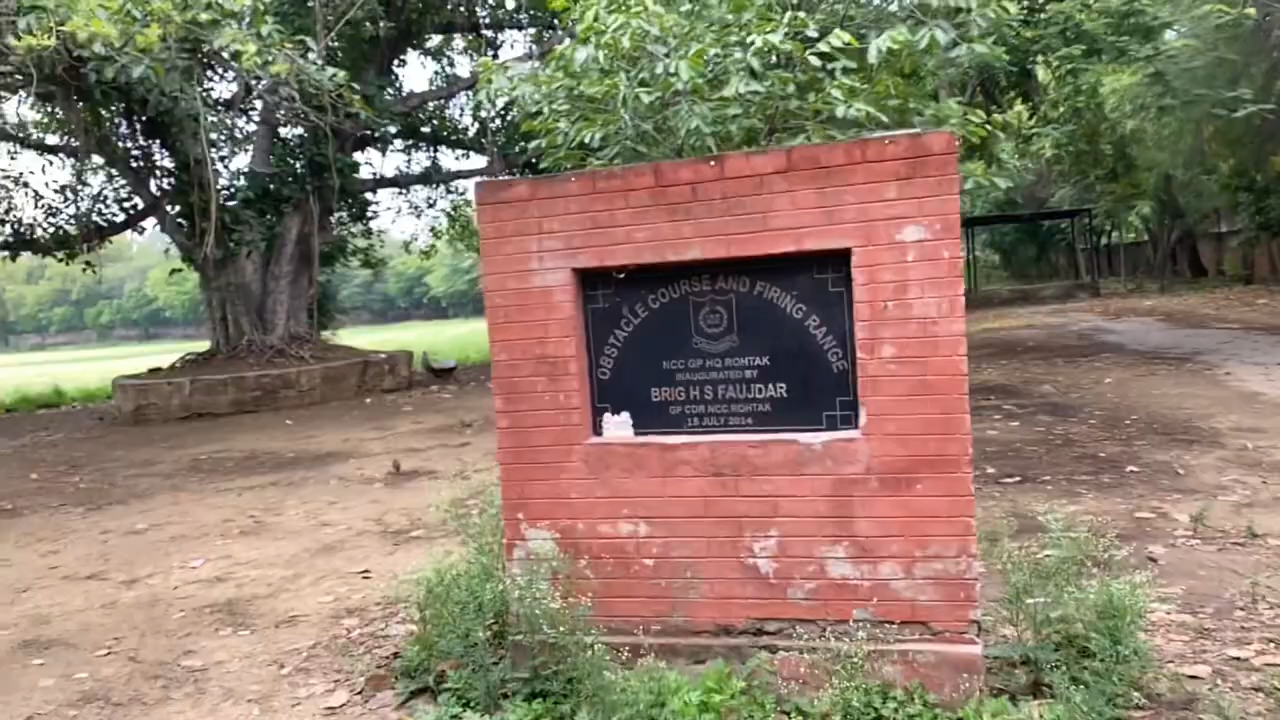 OBSTACLE COURSE AND FIRING RANGE
NCC GP HQ ROHTAK
INAUGURATED BY
BRIG H S FAUJDAR
GP CDR NCC ROHTAK
15 JULY 2014